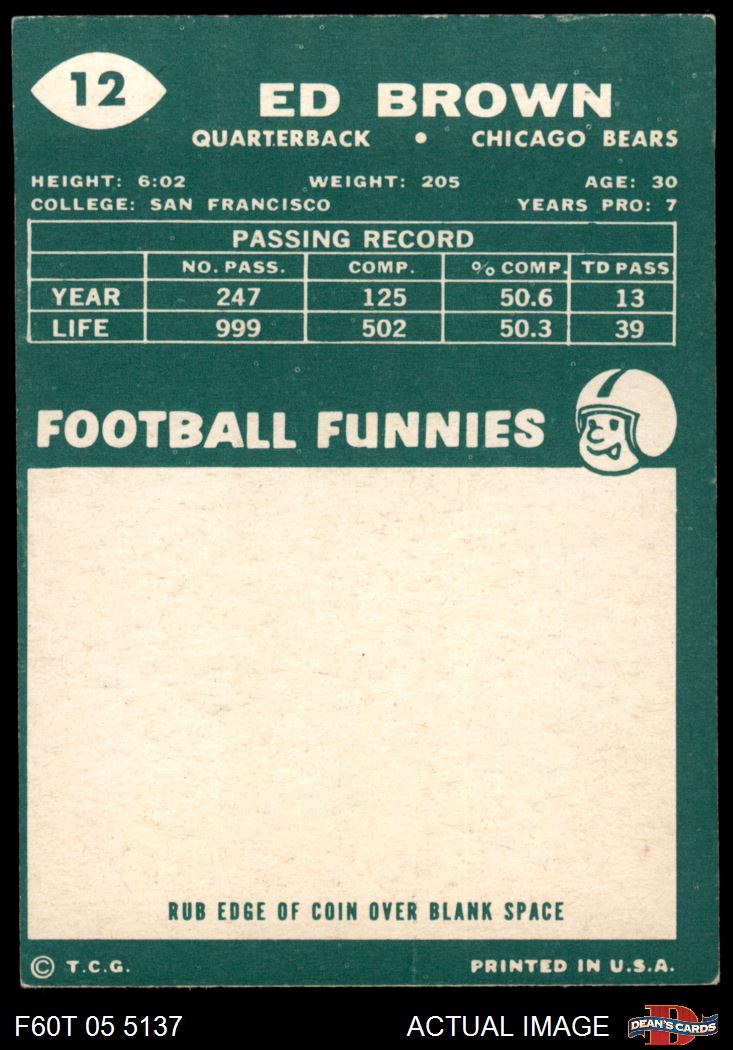 12
ED BROWN
QUARTERBACK • CHICAGO BEARS
HEIGHT: 6:02 WEIGHT: 205 AGE: 30
COLLEGE: SAN FRANCISCO YEARS PRO: 7
PASSING RECORD
NO. PASS. COMP. % COMP. TD PASS
YEAR 247 125 50.6 13
LIFE 999 502 50.3 39
FOOTBALL FUNNIES
RUB EDGE OF COIN OVER BLANK SPACE
© T.C.G. PRINTED IN U.S.A.
F60T 05 5137 ACTUAL IMAGE DEAN'S CARDS